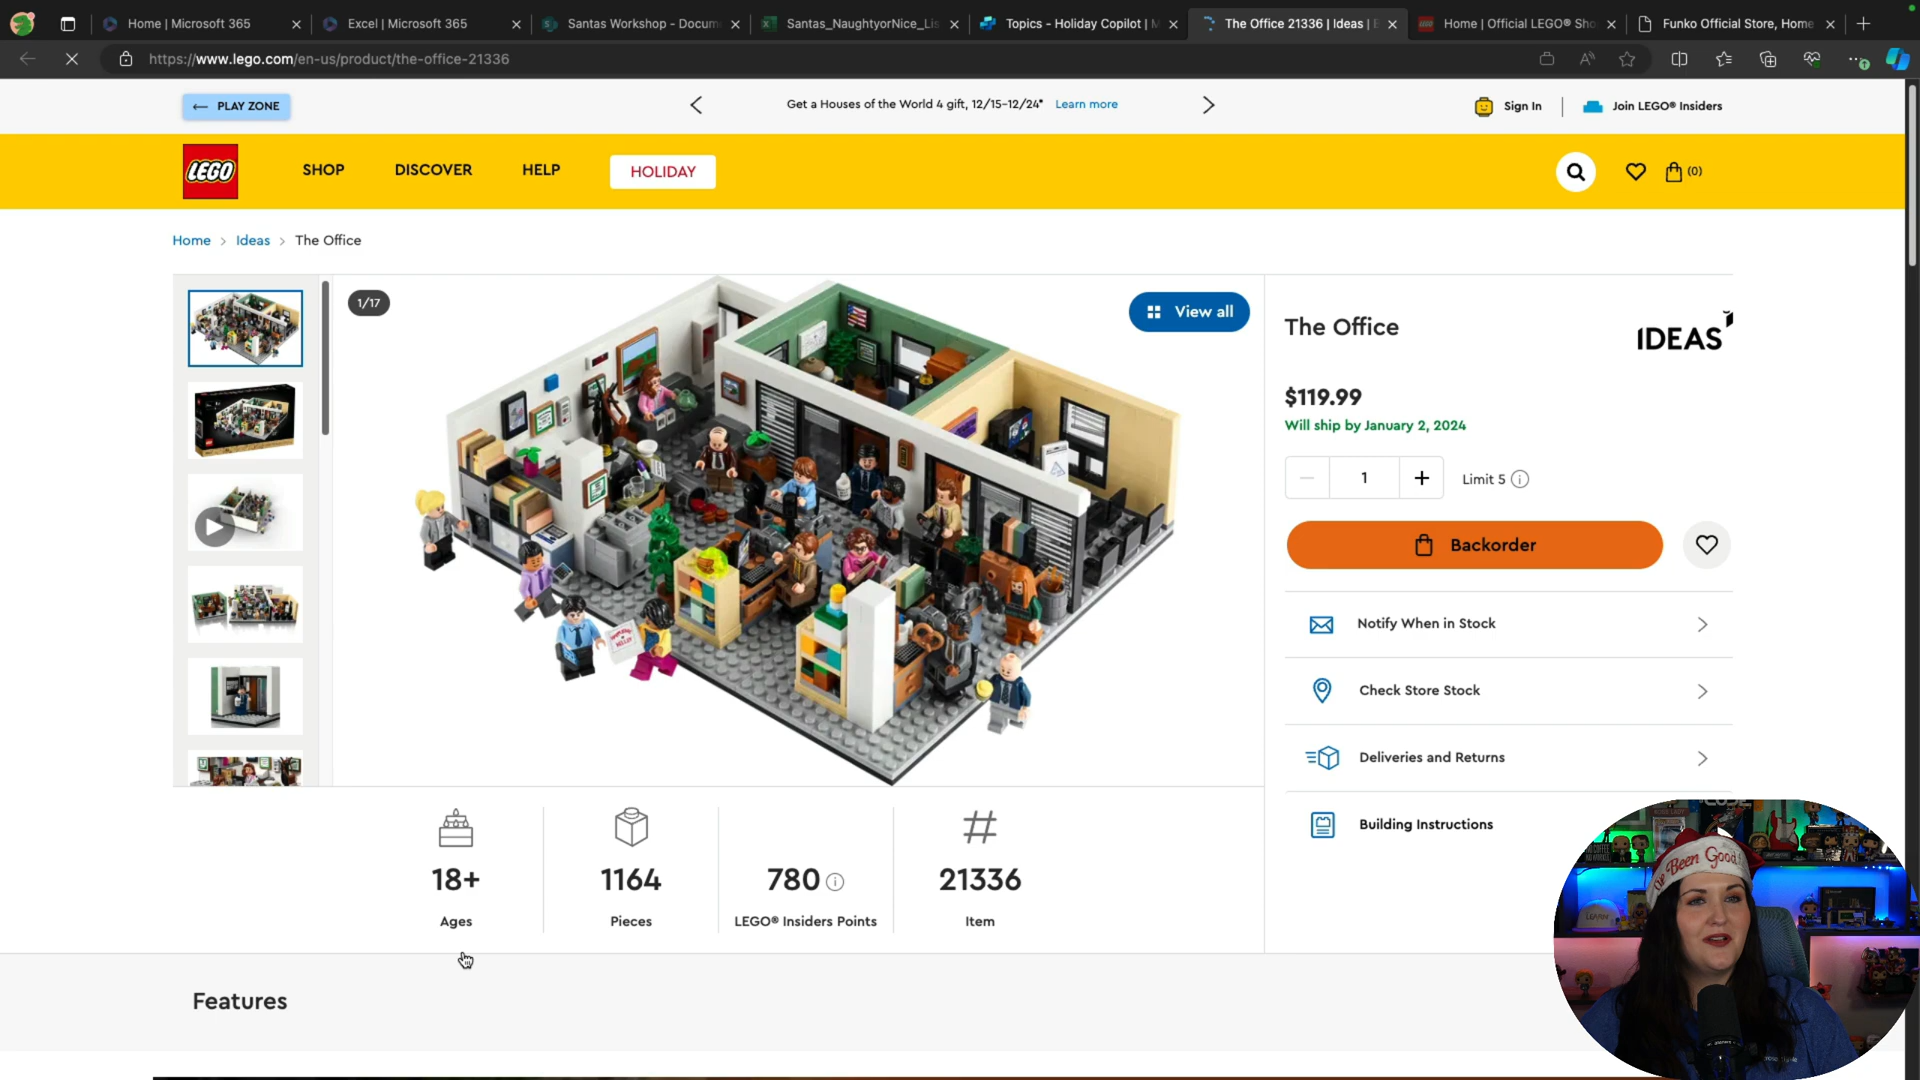 Home | Microsoft 365
Excel | Microsoft 365
Santas Workshop - Docum
Santas_NaughtyorNice_Lis
Topics - Holiday Copilot | M
The Office 21336 | Ideas |
Home | Official LEGO® Sho
Funko Official Store, Home
https://www.lego.com/en-us/product/the-office-21336
PLAY ZONE
Get a Houses of the World 4 gift, 12/15–12/24* Learn more
Sign In
Join LEGO® Insiders
LEGO
SHOP
DISCOVER
HELP
HOLIDAY
(0)
Home > Ideas > The Office
1/17
View all
The Office
IDEAS
$119.99
Will ship by January 2, 2024
1
Limit 5
Backorder
Notify When in Stock
Check Store Stock
Deliveries and Returns
Building Instructions
18+
Ages
1164
Pieces
780
LEGO® Insiders Points
21336
Item
Features
Been Good